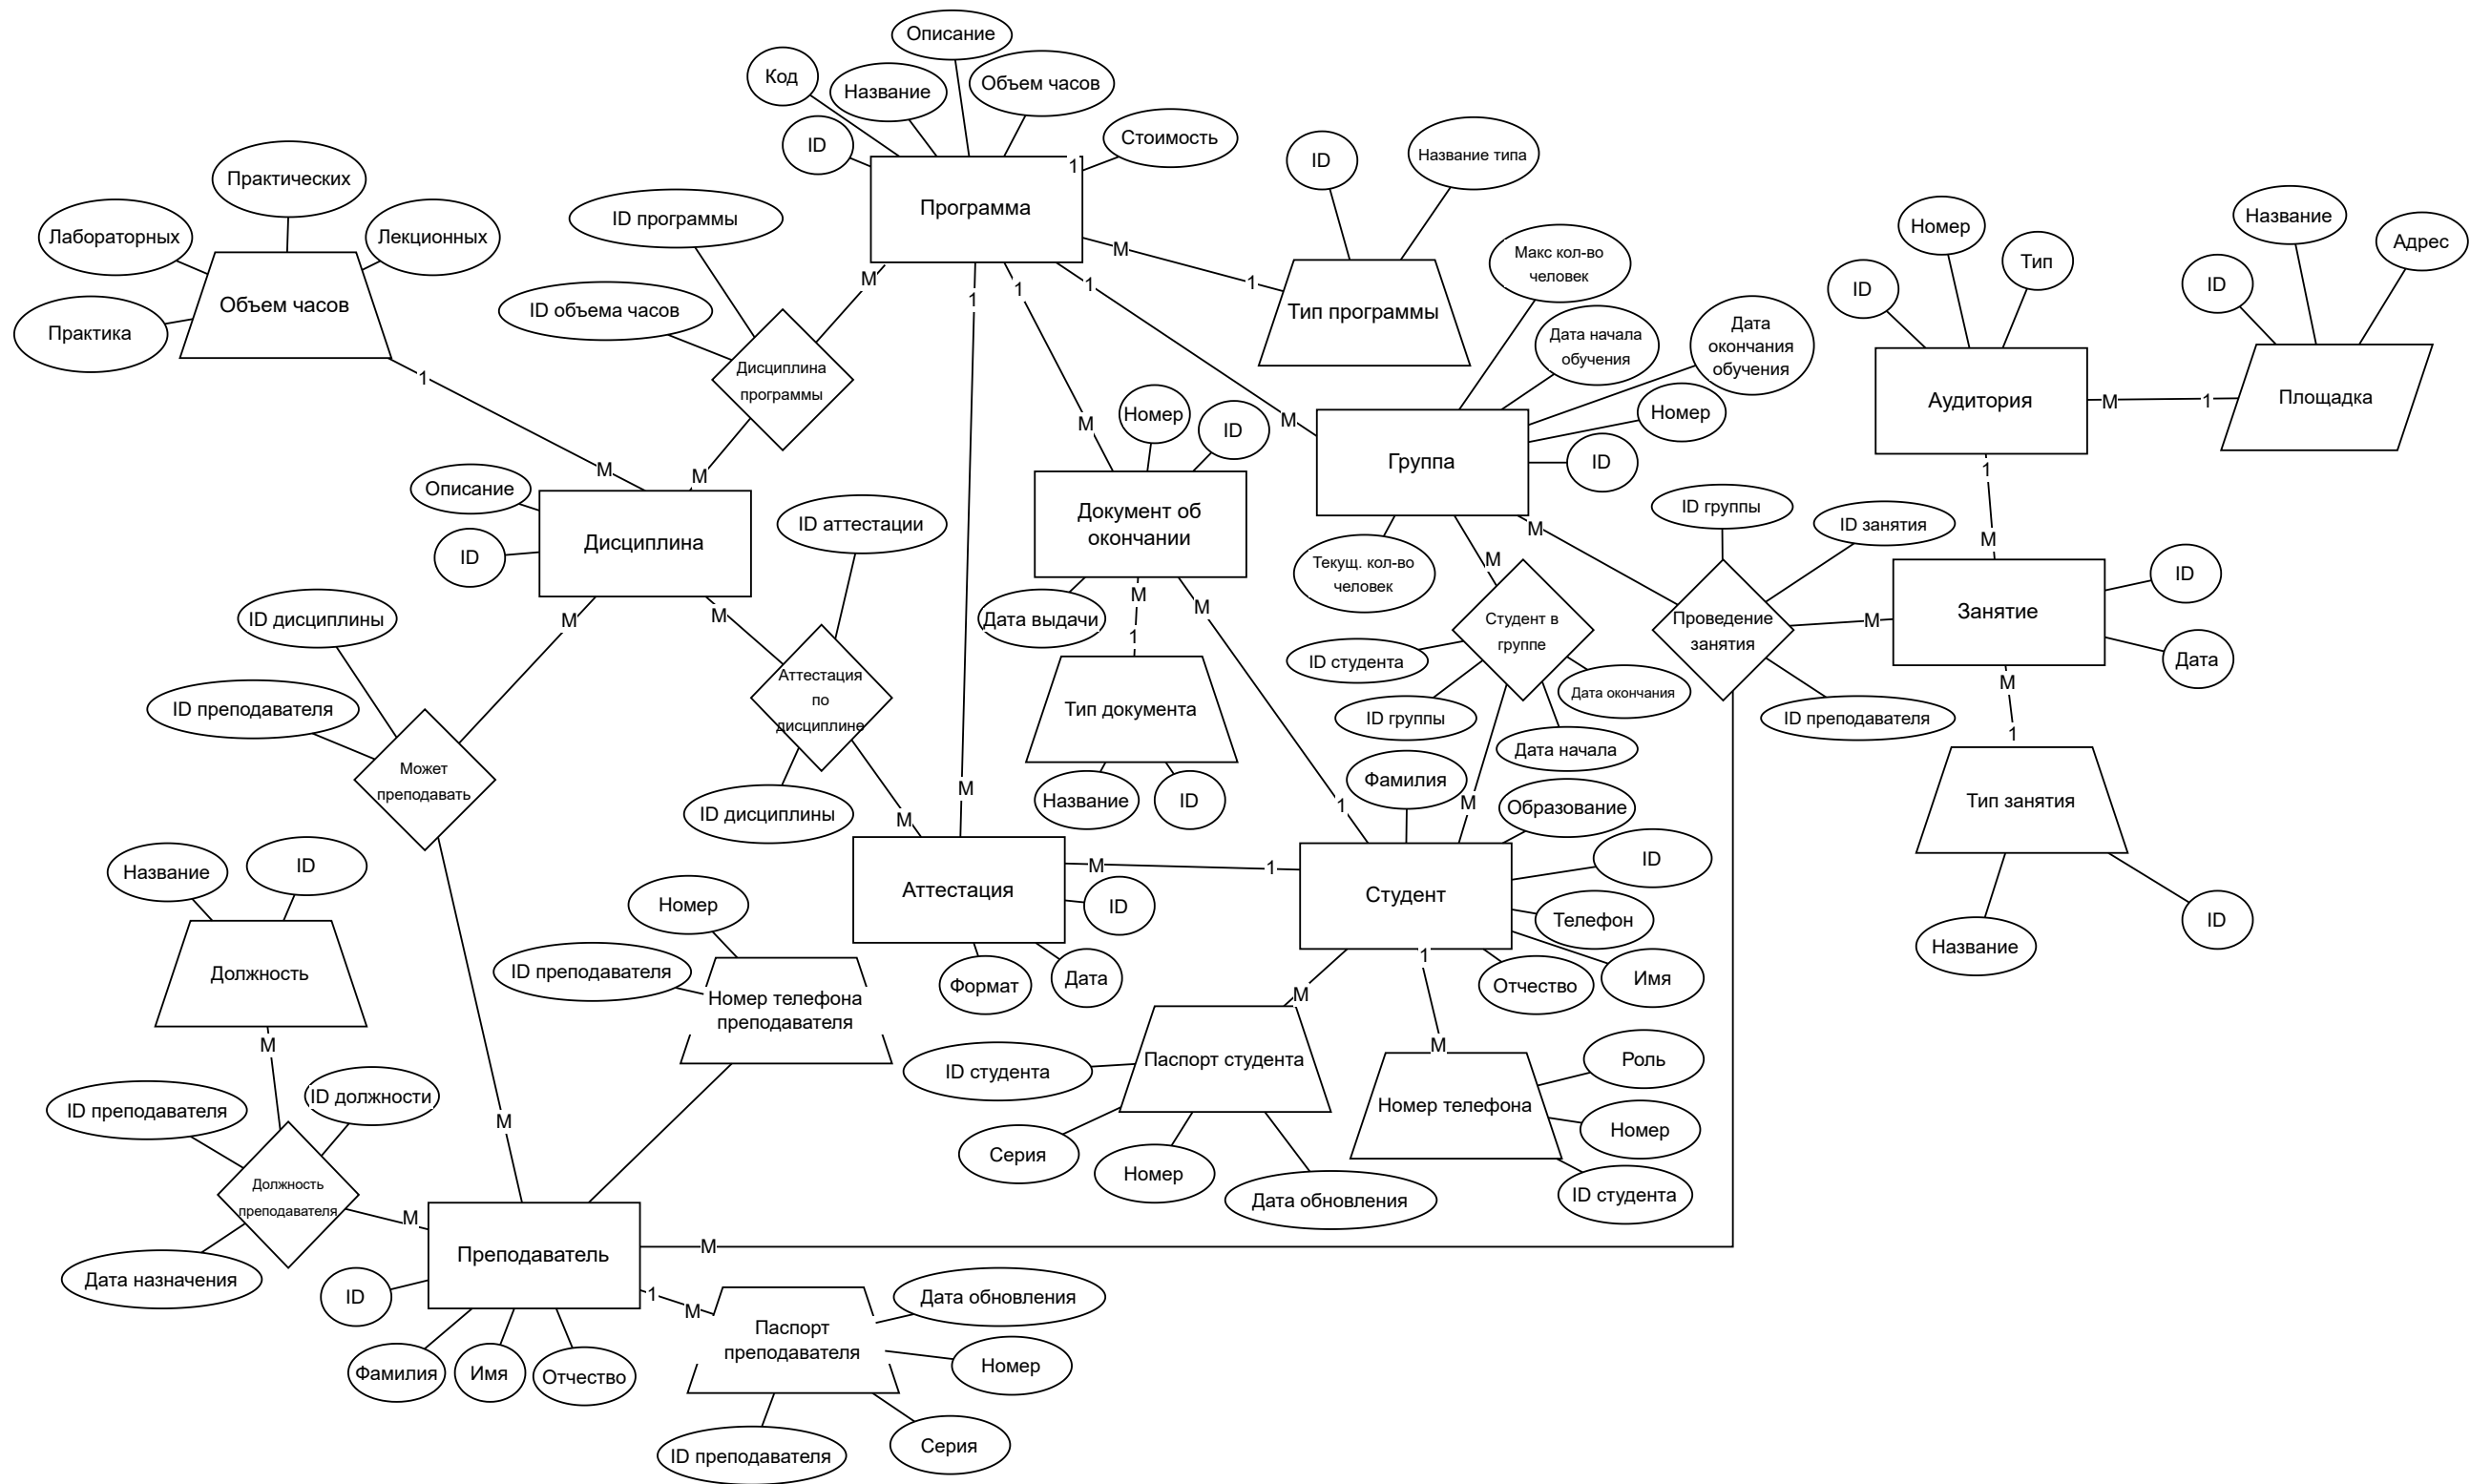 Описание
Код
Название
Объем часов
ID
Стоимость
1
Программа
Практических
Лабораторных
Лекционных
Практика
Объем часов
1
M
ID программы
ID объема часов
M
Дисциплина
программы
M
1
1
1
M
1
ID
Название типа
Тип программы
M
M
M
Макс кол-во
человек
Дата начала
обучения
Дата
окончания
обучения
Номер
ID
Группа
Текущ. кол-во
человек
M
M
ID
Номер
Тип
Аудитория
M
1
Название
Адрес
ID
Площадка
1
M
Описание
ID
Дисциплина
M
M
ID аттестации
Аттестация
по
дисциплине
ID дисциплины
M
Номер
ID
Документ об
окончании
Дата выдачи
M
1
M
1
Тип документа
Название
ID
Студент в
группе
ID студента
ID группы
Дата окончания
Дата начала
M
ID группы
ID занятия
Проведение
занятия
ID преподавателя
M
Занятие
ID
Дата
M
1
Тип занятия
Название
ID
ID дисциплины
ID преподавателя
Может
преподавать
M
Название
ID
Должность
M
ID преподавателя
ID должности
Должность
преподавателя
Дата назначения
M
M
Аттестация
M
1
ID
Формат
Дата
Фамилия
Образование
ID
Студент
Телефон
Имя
Отчество
M
1
M
Номер
ID преподавателя
Номер телефона
преподавателя
Паспорт студента
ID студента
Серия
Номер
Дата обновления
Номер телефона
Роль
Номер
ID студента
Преподаватель
M
ID
Фамилия
Имя
Отчество
1
M
Паспорт
преподавателя
Дата обновления
Номер
Серия
ID преподавателя